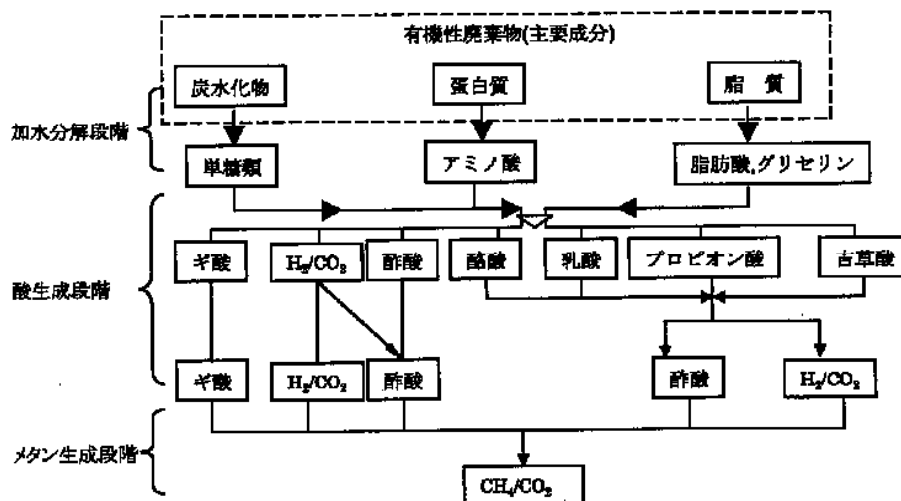 有機性廃棄物(主要成分)
炭水化物
蛋白質
脂 質
加水分解段階
単糖類
アミノ酸
脂肪酸,グリセリン
ギ酸
H₂/CO₂
酢酸
酪酸
乳酸
プロピオン酸
吉草酸
酸生成段階
ギ酸
H₂/CO₂
酢酸
酢酸
H₂/CO₂
メタン生成段階
CH₄/CO₂